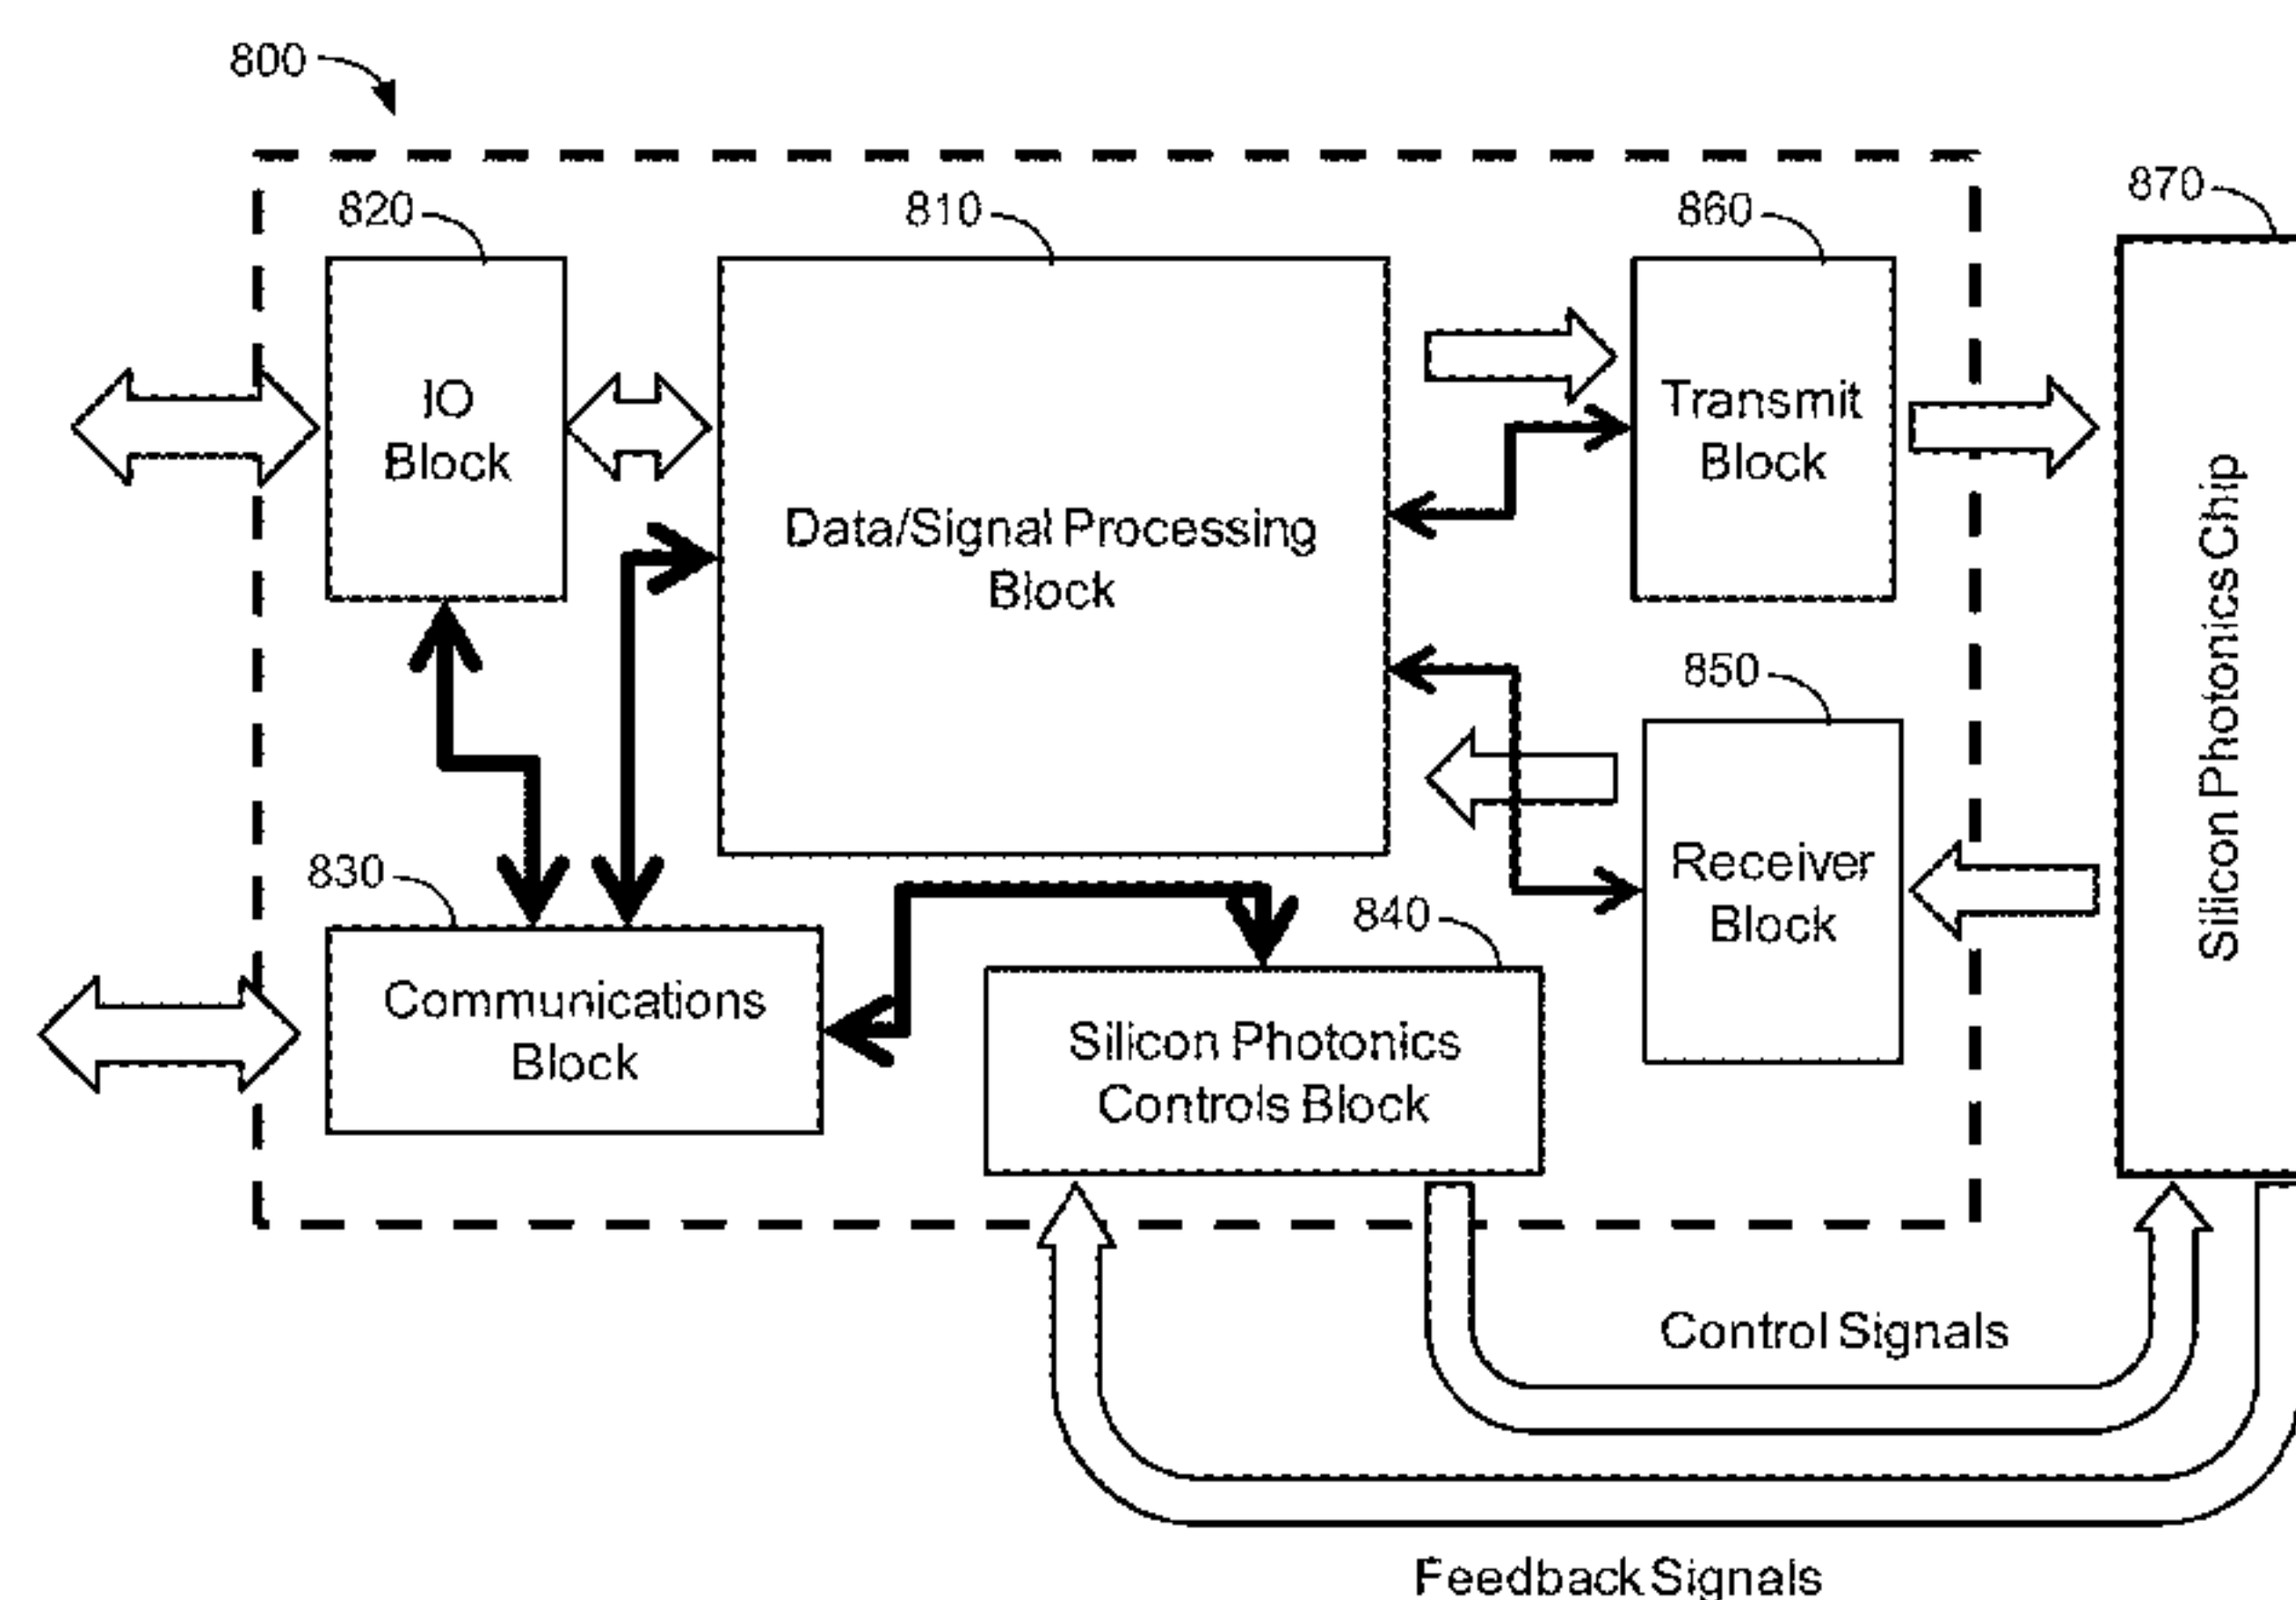 800
820
810
860
870
IO
Block
Data/Signal Processing
Block
Transmit
Block
Silicon Photonics Chip
850
Receiver
Block
830
Communications
Block
840
Silicon Photonics
Controls Block
Control Signals
Feedback Signals